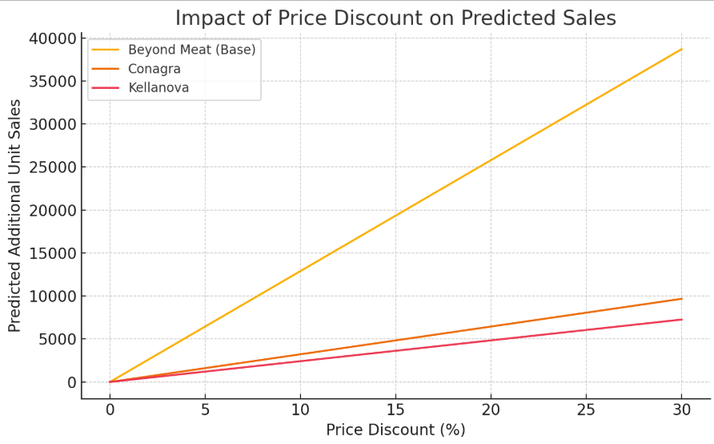 Impact of Price Discount on Predicted Sales
Beyond Meat (Base)
Conagra
Kellanova
Predicted Additional Unit Sales
40000
35000
30000
25000
20000
15000
10000
5000
0
0 5 10 15 20 25 30
Price Discount (%)